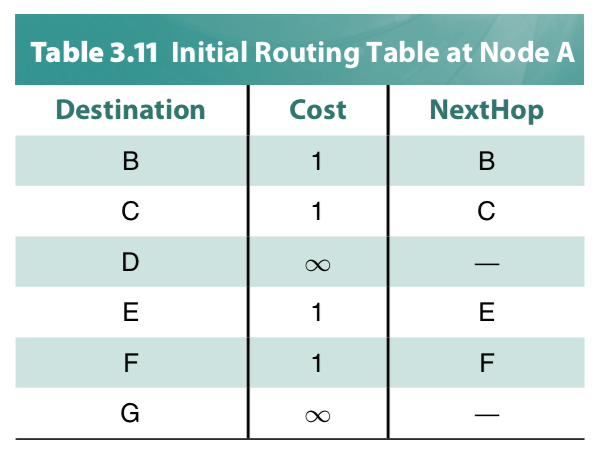 Table 3.11 Initial Routing Table at Node A
Destination Cost NextHop
B 1 B
C 1 C
D ∞ —
E 1 E
F 1 F
G ∞ —